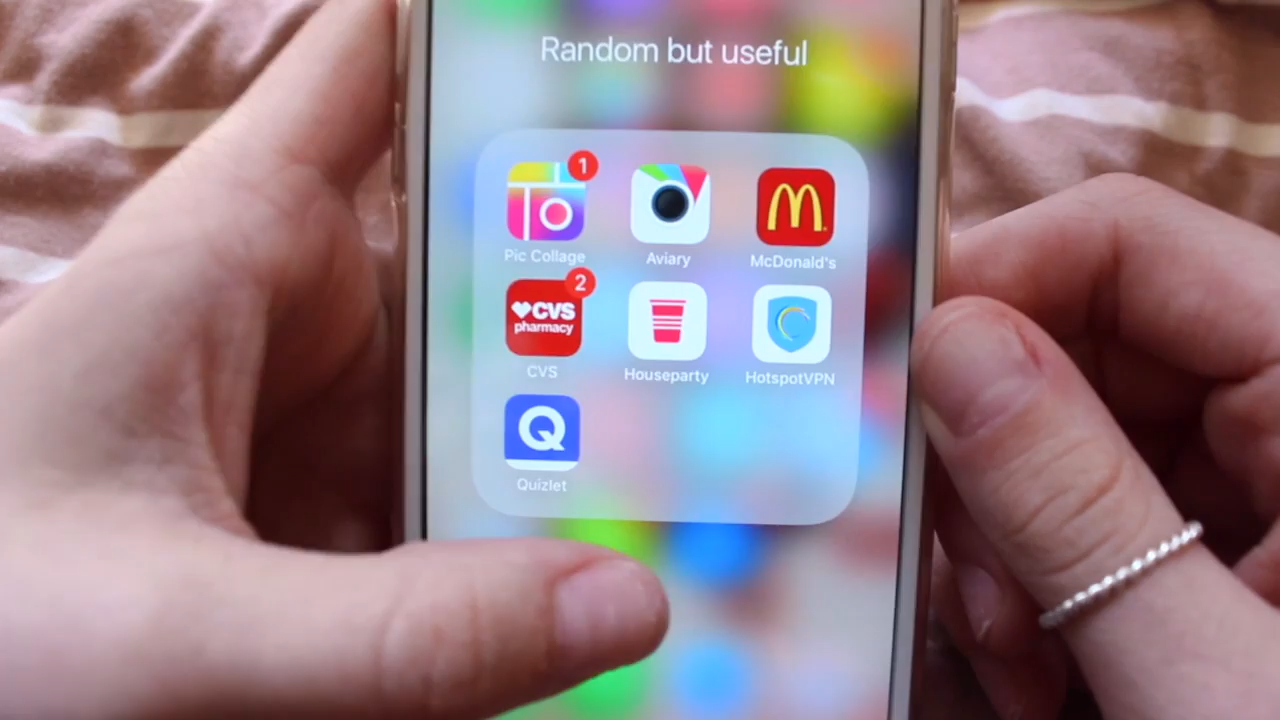 Random but useful
1
Pic Collage
Aviary
M
McDonald's
2
CVS
pharmacy
CVS
Houseparty
HotspotVPN
Q
Quizlet